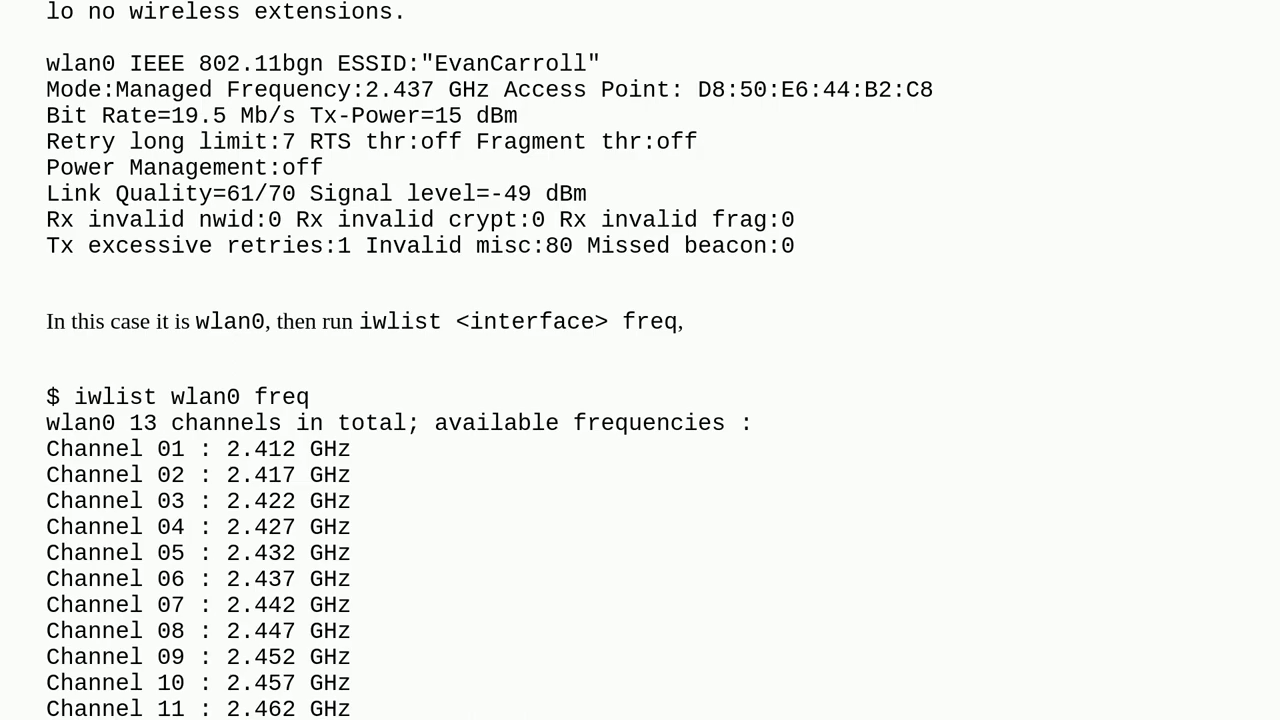 lo no wireless extensions.
wlan0 IEEE 802.11bgn ESSID:"EvanCarroll"
Mode:Managed Frequency:2.437 GHz Access Point: D8:50:E6:44:B2:C8
Bit Rate=19.5 Mb/s Tx-Power=15 dBm
Retry long limit:7 RTS thr:off Fragment thr:off
Power Management:off
Link Quality=61/70 Signal level=-49 dBm
Rx invalid nwid:0 Rx invalid crypt:0 Rx invalid frag:0
Tx excessive retries:1 Invalid misc:80 Missed beacon:0
In this case it is wlan0, then run iwlist <interface> freq,
$ iwlist wlan0 freq
wlan0 13 channels in total; available frequencies :
Channel 01 : 2.412 GHz
Channel 02 : 2.417 GHz
Channel 03 : 2.422 GHz
Channel 04 : 2.427 GHz
Channel 05 : 2.432 GHz
Channel 06 : 2.437 GHz
Channel 07 : 2.442 GHz
Channel 08 : 2.447 GHz
Channel 09 : 2.452 GHz
Channel 10 : 2.457 GHz
Channel 11 : 2.462 GHz